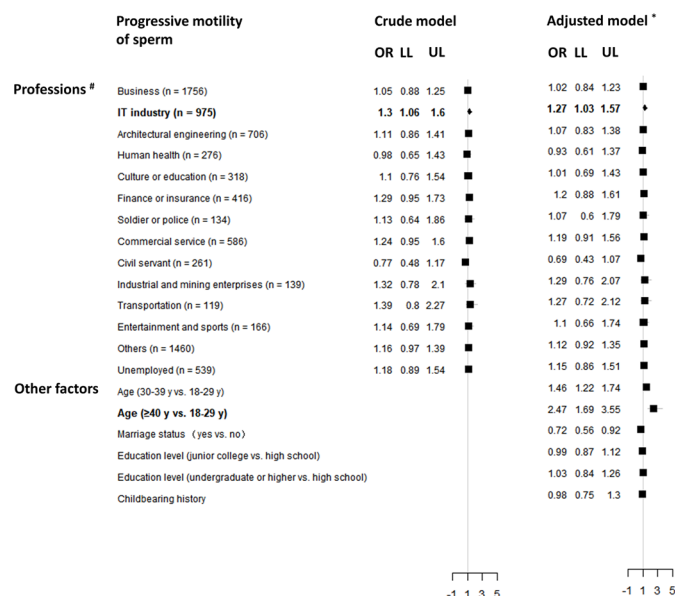 Progressive motility of sperm Crude model Adjusted model *
OR LL UL OR LL UL
Professions #
Business (n = 1756) 1.05 0.88 1.25 1.02 0.84 1.23
IT industry (n = 975) 1.3 1.06 1.6 1.27 1.03 1.57
Architectural engineering (n = 706) 1.11 0.86 1.41 1.07 0.83 1.38
Human health (n = 276) 0.98 0.65 1.43 0.93 0.61 1.37
Culture or education (n = 318) 1.1 0.76 1.54 1.01 0.69 1.43
Finance or insurance (n = 416) 1.29 0.95 1.73 1.2 0.88 1.61
Soldier or police (n = 134) 1.13 0.64 1.86 1.07 0.6 1.79
Commercial service (n = 586) 1.24 0.95 1.6 1.19 0.91 1.56
Civil servant (n = 261) 0.77 0.48 1.17 0.69 0.43 1.07
Industrial and mining enterprises (n = 139) 1.32 0.78 2.1 1.29 0.76 2.07
Transportation (n = 119) 1.39 0.8 2.27 1.27 0.72 2.12
Entertainment and sports (n = 166) 1.14 0.69 1.79 1.1 0.66 1.74
Others (n = 1460) 1.16 0.97 1.39 1.12 0.92 1.35
Unemployed (n = 539) 1.18 0.89 1.54 1.15 0.86 1.51
Other factors
Age (30-39 y vs. 18-29 y) 1.46 1.22 1.74
Age (≥40 y vs. 18-29 y) 2.47 1.69 3.55
Marriage status （yes vs. no） 0.72 0.56 0.92
Education level (junior college vs. high school) 0.99 0.87 1.12
Education level (undergraduate or higher vs. high school) 1.03 0.84 1.26
Childbearing history 0.98 0.75 1.3
-1 1 3 5 -1 1 3 5